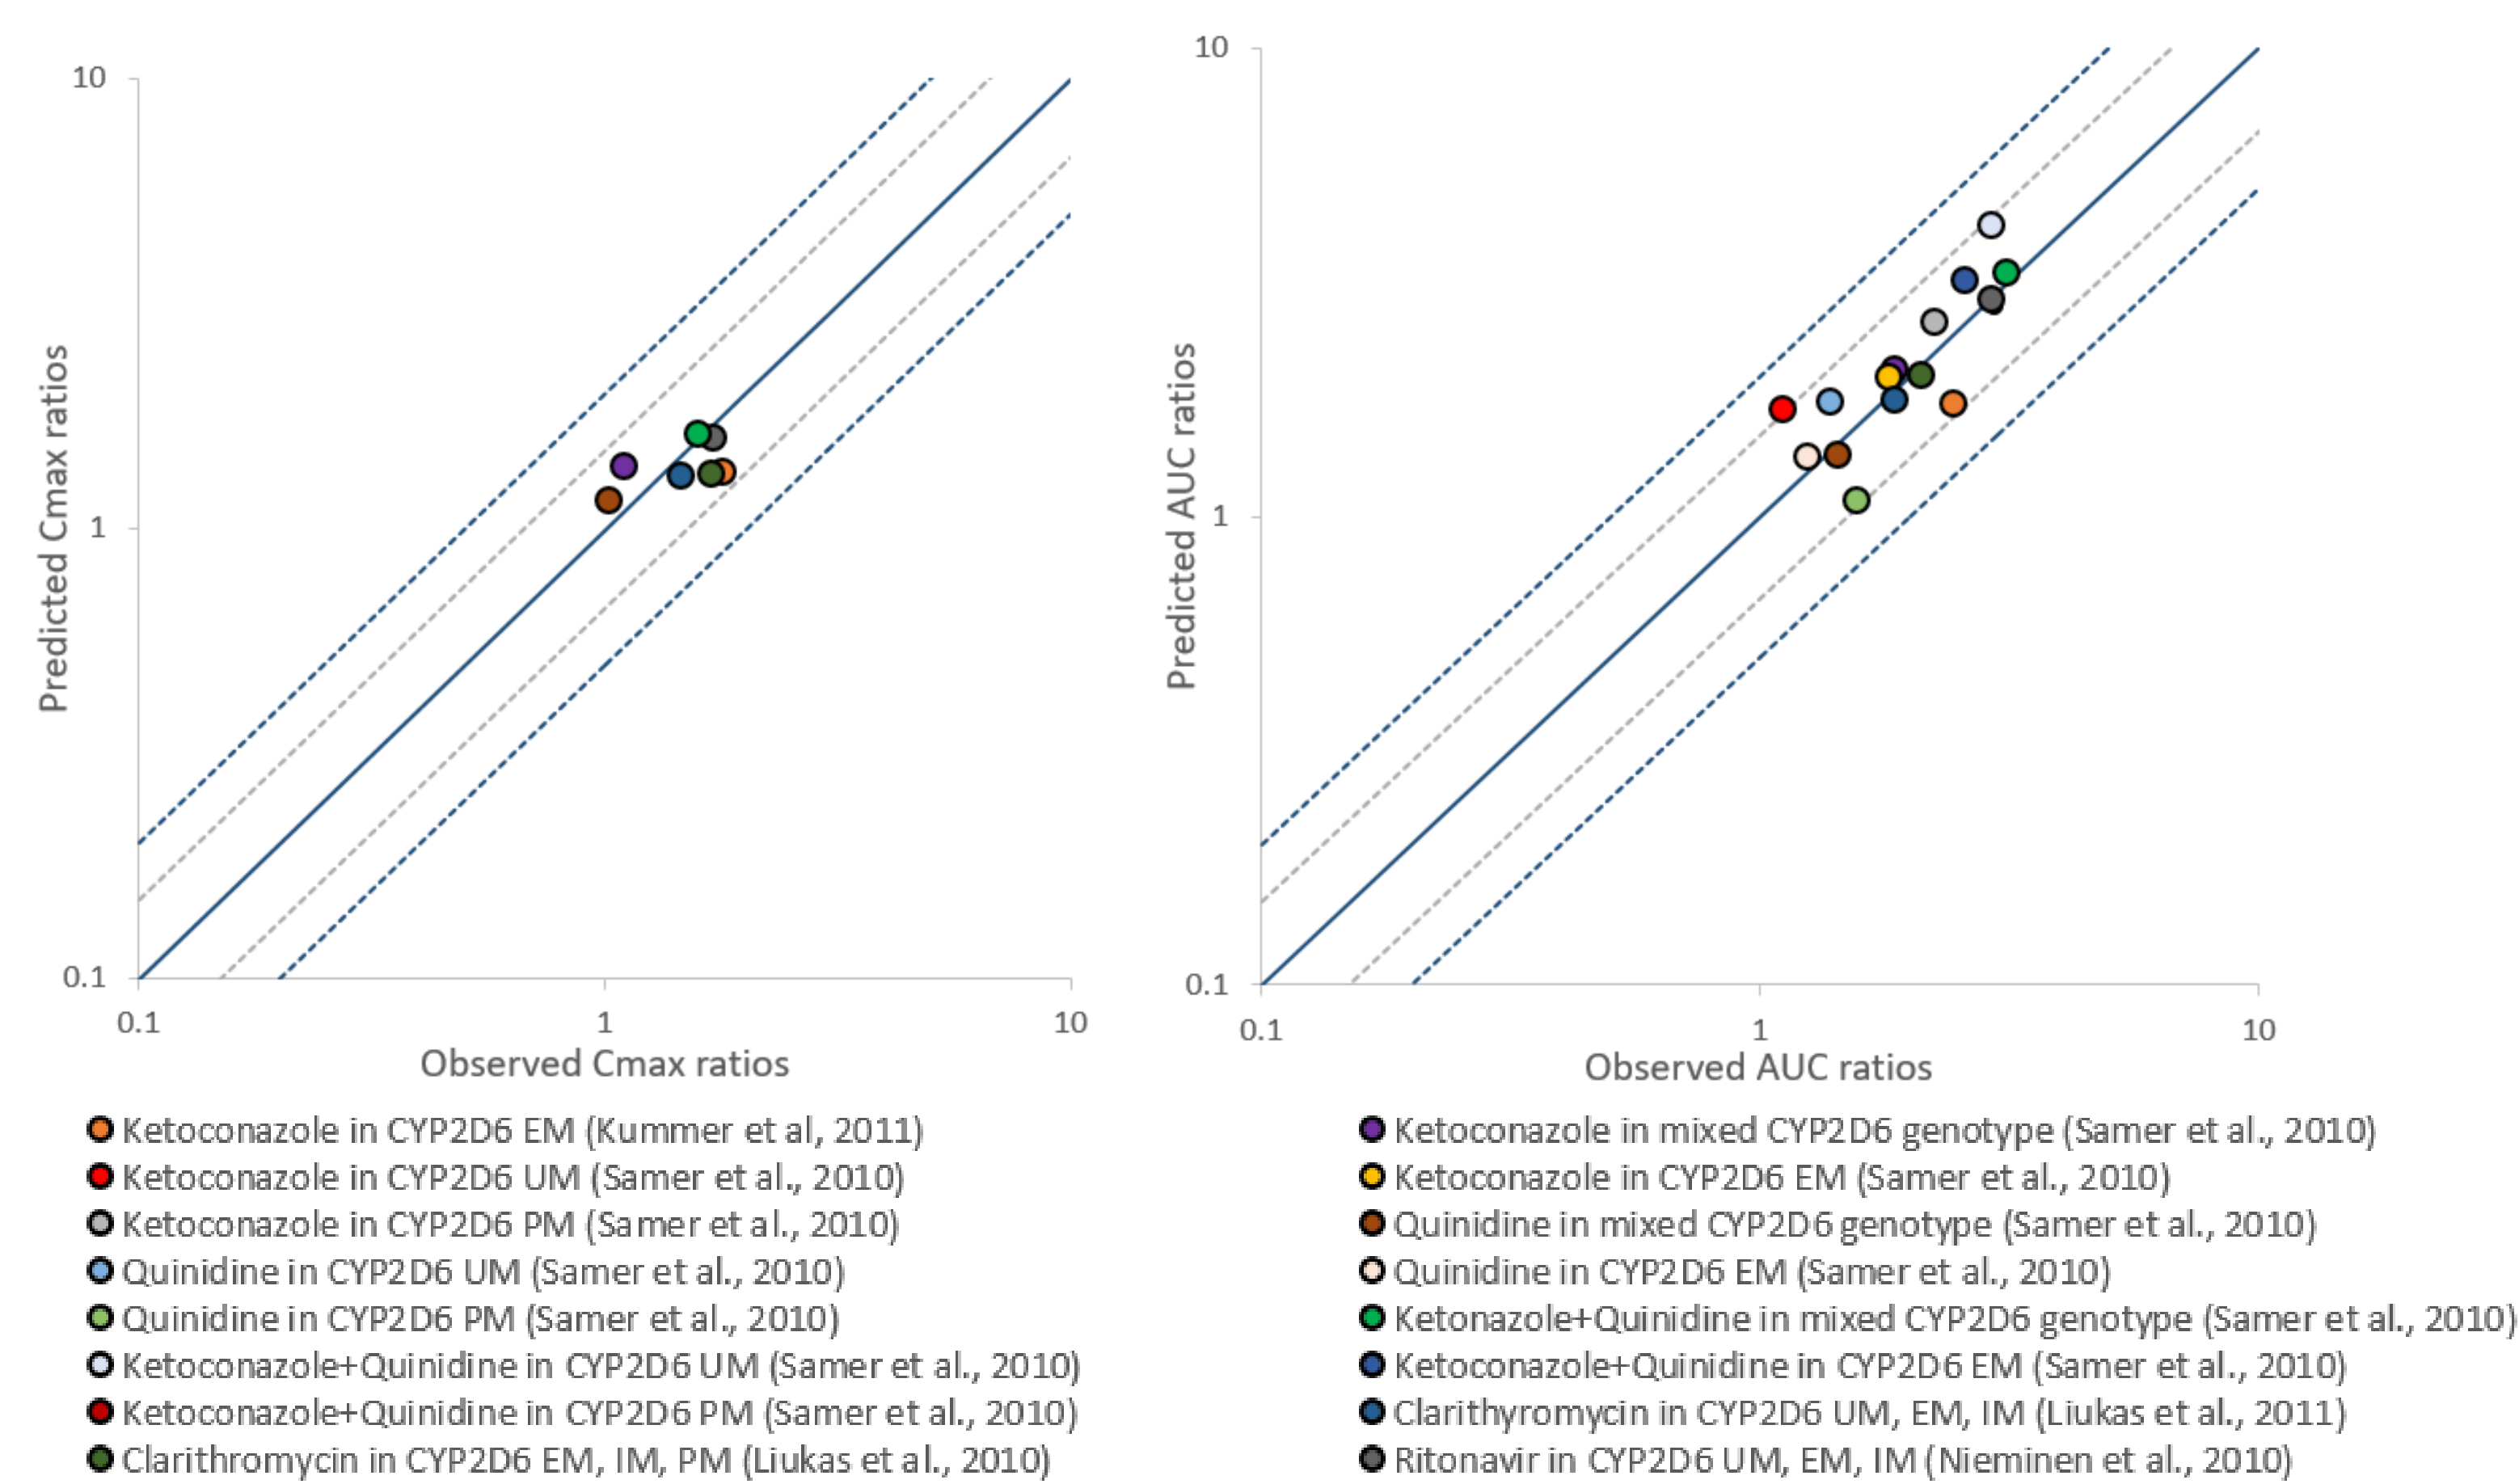 10
1
0.1
0.1
1
10
Predicted Cmax ratios
Observed Cmax ratios
10
1
0.1
0.1
1
10
Predicted AUC ratios
Observed AUC ratios
Ketoconazole in CYP2D6 EM (Kummer et al, 2011)
Ketoconazole in CYP2D6 UM (Samer et al., 2010)
Ketoconazole in CYP2D6 PM (Samer et al., 2010)
Quinidine in CYP2D6 UM (Samer et al., 2010)
Quinidine in CYP2D6 PM (Samer et al., 2010)
Ketoconazole+Quinidine in CYP2D6 UM (Samer et al., 2010)
Ketoconazole+Quinidine in CYP2D6 PM (Samer et al., 2010)
Clarithromycin in CYP2D6 EM, IM, PM (Liukas et al., 2010)
Ketoconazole in mixed CYP2D6 genotype (Samer et al., 2010)
Ketoconazole in CYP2D6 EM (Samer et al., 2010)
Quinidine in mixed CYP2D6 genotype (Samer et al., 2010)
Quinidine in CYP2D6 EM (Samer et al., 2010)
Ketonazole+Quinidine in mixed CYP2D6 genotype (Samer et al., 2010)
Ketoconazole+Quinidine in CYP2D6 EM (Samer et al., 2010)
Clarithyromycin in CYP2D6 UM, EM, IM (Liukas et al., 2011)
Ritonavir in CYP2D6 UM, EM, IM (Nieminen et al., 2010)